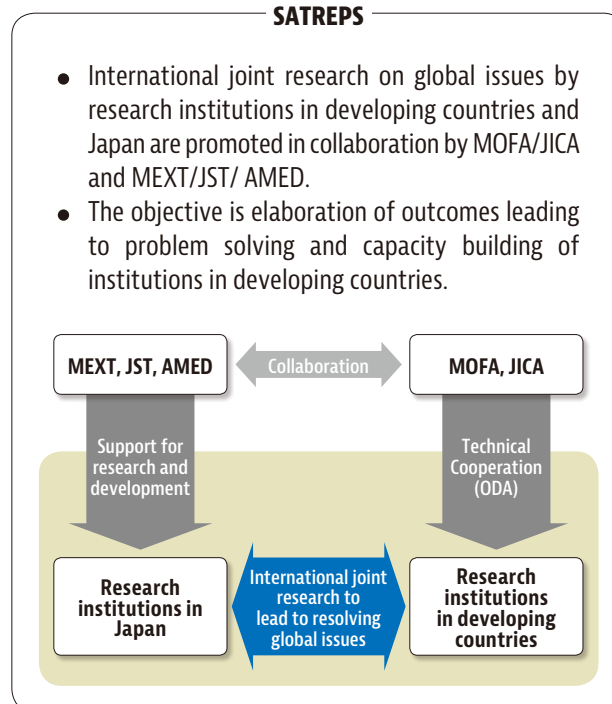 SATREPS
● International joint research on global issues by
research institutions in developing countries and
Japan are promoted in collaboration by MOFA/JICA
and MEXT/JST/ AMED.
● The objective is elaboration of outcomes leading
to problem solving and capacity building of
institutions in developing countries.
MEXT, JST, AMED
Collaboration
MOFA, JICA
Support for
research and
development
Technical
Cooperation
(ODA)
Research
institutions in
Japan
International joint
research to
lead to resolving
global issues
Research
institutions
in developing
countries